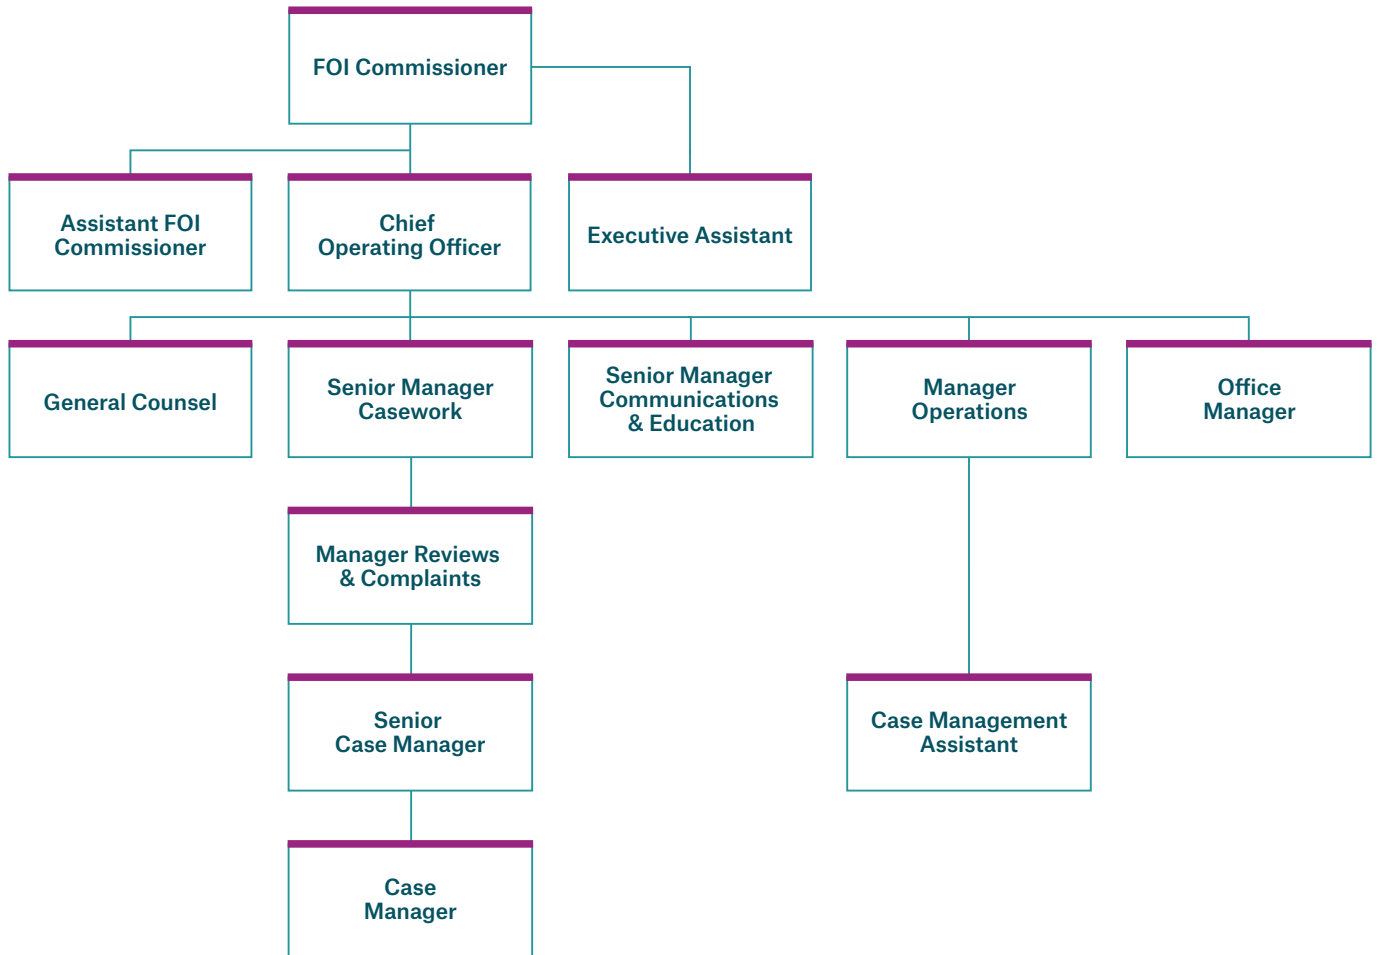 FOI Commissioner
Assistant FOI
Commissioner
Chief
Operating Officer
Executive Assistant
General Counsel
Senior Manager
Casework
Senior Manager
Communications
& Education
Manager
Operations
Office
Manager
Manager Reviews
& Complaints
Senior
Case Manager
Case Management
Assistant
Case
Manager